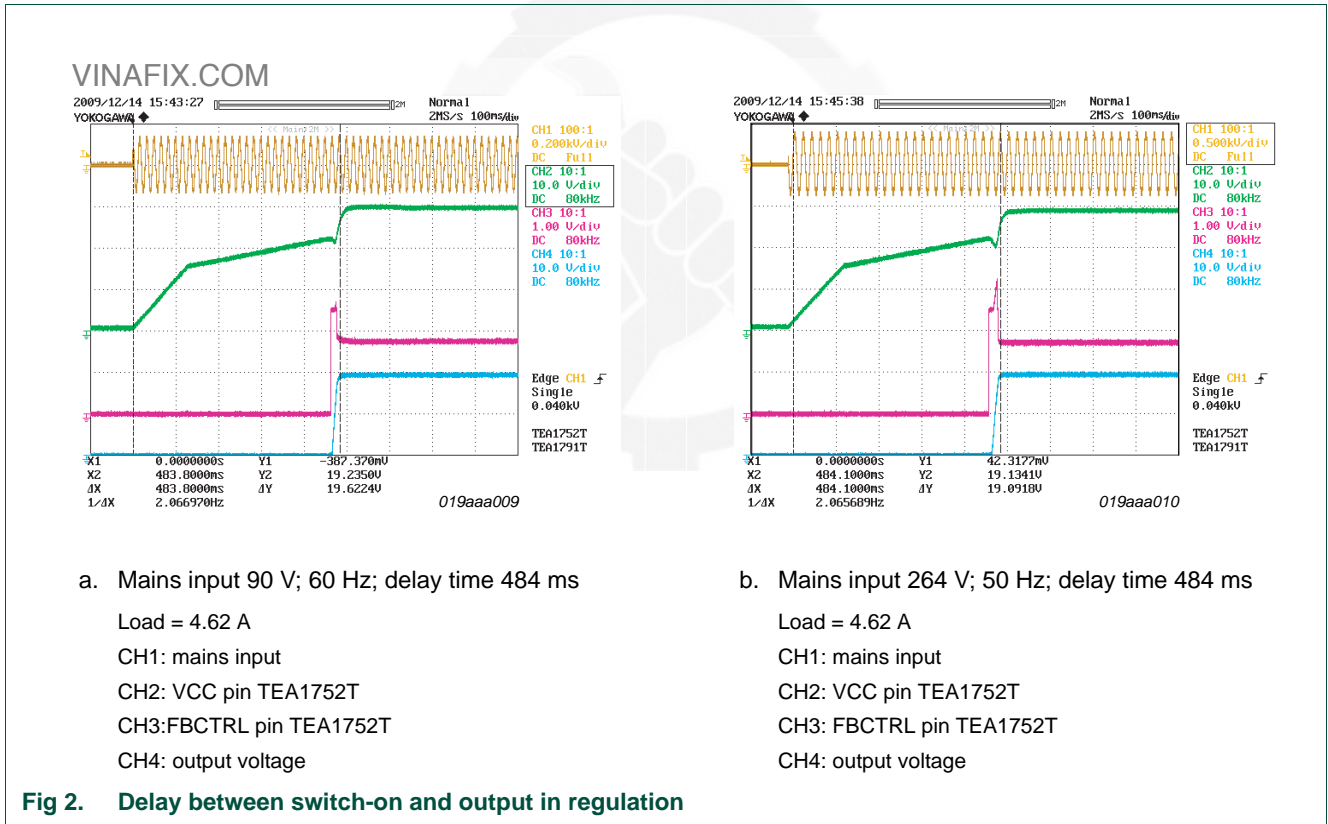 VINAFIX.COM
2009/12/14 15:43:27
2M
Normal
YOKOGAWA
2MS/s 100ms/div
<< Main:2M >>
CH1 100:1
0.200kV/div
DC Full
CH2 10:1
10.0 V/div
DC 80kHz
CH3 10:1
1.00 V/div
DC 80kHz
CH4 10:1
10.0 V/div
DC 80kHz
Edge CH1
Single
0.040kV
TEA1752T
TEA1791T
X1 0.0000000s Y1 -387.370mV
X2 483.8000ms Y2 19.2350V
ΔX 483.8000ms ΔY 19.6224V
1/ΔX 2.066970Hz
019aaa009
2009/12/14 15:45:38
2M
Normal
YOKOGAWA
2MS/s 100ms/div
<< Main:2M >>
CH1 100:1
0.500kV/div
DC Full
CH2 10:1
10.0 V/div
DC 80kHz
CH3 10:1
1.00 V/div
DC 80kHz
CH4 10:1
10.0 V/div
DC 80kHz
Edge CH1
Single
0.040kV
TEA1752T
TEA1791T
X1 0.0000000s Y1 42.3177mV
X2 484.1000ms Y2 19.1341V
ΔX 484.1000ms ΔY 19.0918V
1/ΔX 2.065689Hz
019aaa010
a. Mains input 90 V; 60 Hz; delay time 484 ms
Load = 4.62 A
CH1: mains input
CH2: VCC pin TEA1752T
CH3:FBCTRL pin TEA1752T
CH4: output voltage
b. Mains input 264 V; 50 Hz; delay time 484 ms
Load = 4.62 A
CH1: mains input
CH2: VCC pin TEA1752T
CH3: FBCTRL pin TEA1752T
CH4: output voltage
Fig 2. Delay between switch-on and output in regulation